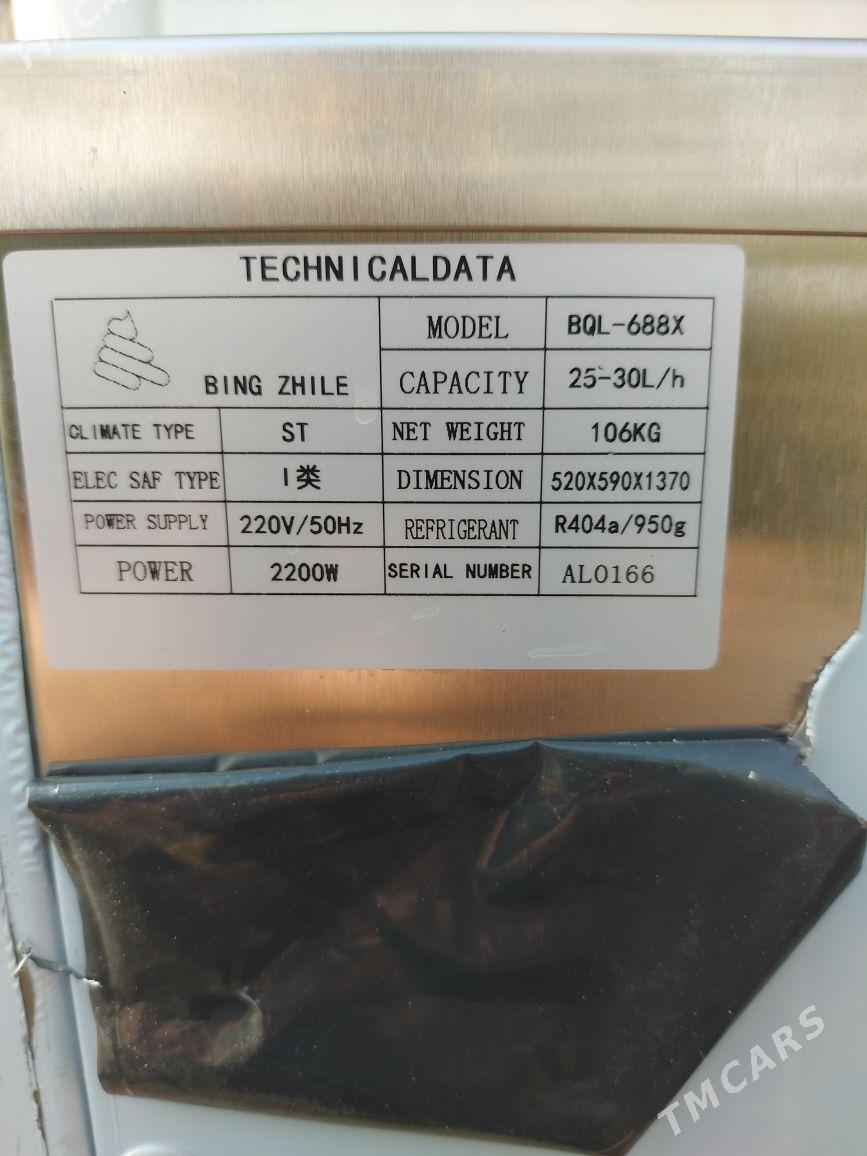 TECHNICALDATA
BING ZHILE
MODEL BQL-688X
CAPACITY 25-30L/h
CLIMATE TYPE ST NET WEIGHT 106KG
ELEC SAF TYPE I类 DIMENSION 520X590X1370
POWER SUPPLY 220V/50Hz REFRIGERANT R404a/950g
POWER 2200W SERIAL NUMBER AL0166
TMCARS